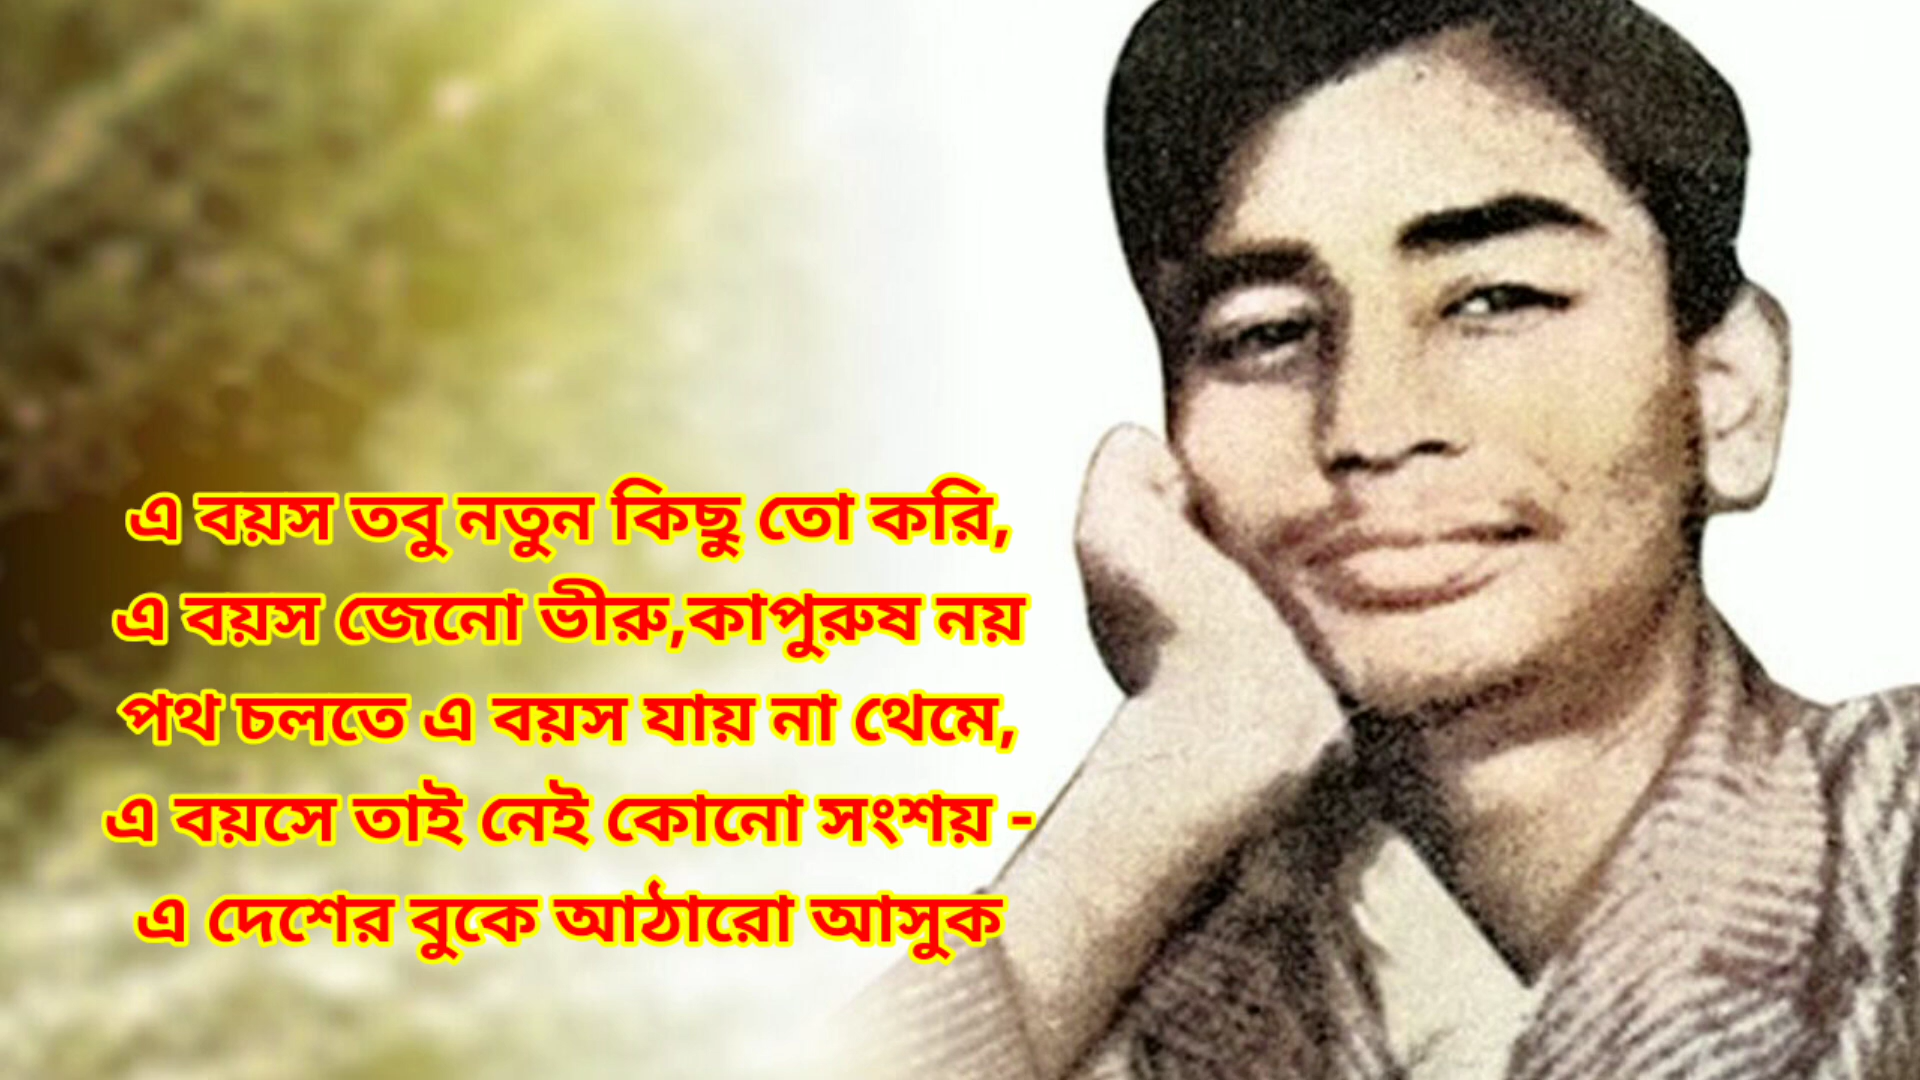 এ বয়স তবু নতুন কিছু তো করি,
এ বয়স জেনো ভীরু,কাপুরুষ নয়
পথ চলতে এ বয়স যায় না থেমে,
এ বয়সে তাই নেই কোনো সংশয় -
এ দেশের বুকে আঠারো আসুক